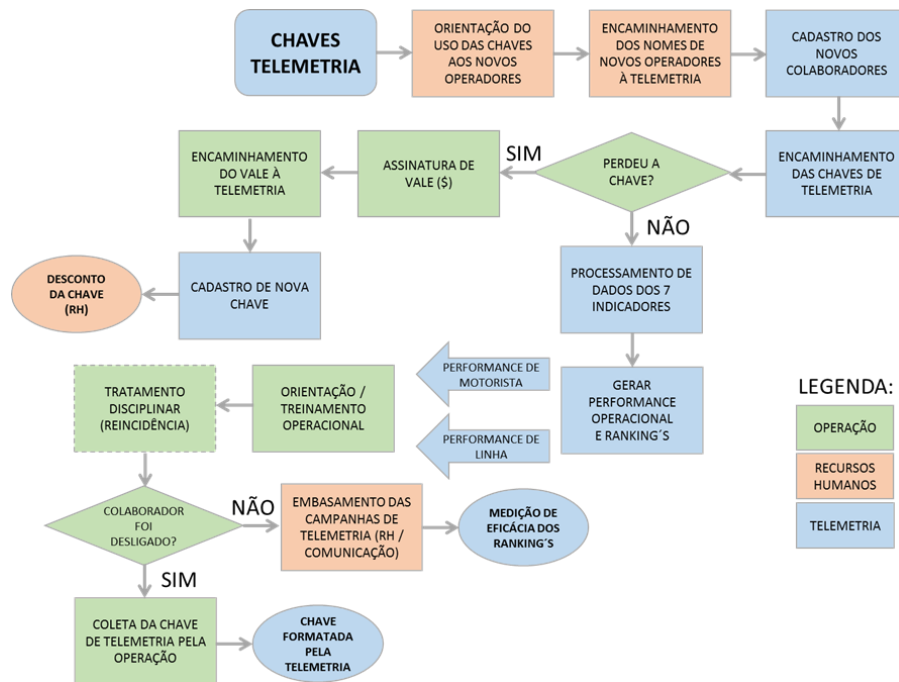 CHAVES
TELEMETRIA
ORIENTAÇÃO DO
USO DAS CHAVES
AOS NOVOS
OPERADORES
ENCAMINHAMENTO
DOS NOMES DE
NOVOS OPERADORES
À TELEMETRIA
CADASTRO DOS
NOVOS
COLABORADORES
ENCAMINHAMENTO
DAS CHAVES DE
TELEMETRIA
PERDEU A
CHAVE?
SIM
ASSINATURA
DE VALE ($)
ENCAMINHAMENTO
DO VALE À
TELEMETRIA
CADASTRO DE NOVA
CHAVE
DESCONTO
DA CHAVE
(RH)
NÃO
PROCESSAMENTO DE
DADOS DOS 7
INDICADORES
GERAR
PERFORMANCE
OPERACIONAL
E RANKING´S
PERFORMANCE DE
MOTORISTA
PERFORMANCE DE
LINHA
ORIENTAÇÃO /
TREINAMENTO
OPERACIONAL
TRATAMENTO
DISCIPLINAR
(REINCIDÊNCIA)
COLABORADOR
FOI
DESLIGADO?
NÃO
EMBASAMENTO DAS
CAMPANHAS DE
TELEMETRIA (RH /
COMUNICAÇÃO)
MEDIÇÃO DE
EFICÁCIA DOS
RANKING´S
SIM
COLETA DA CHAVE
DE TELEMETRIA PELA
OPERAÇÃO
CHAVE
FORMATADA
PELA
TELEMETRIA
LEGENDA:
OPERAÇÃO
RECURSOS
HUMANOS
TELEMETRIA